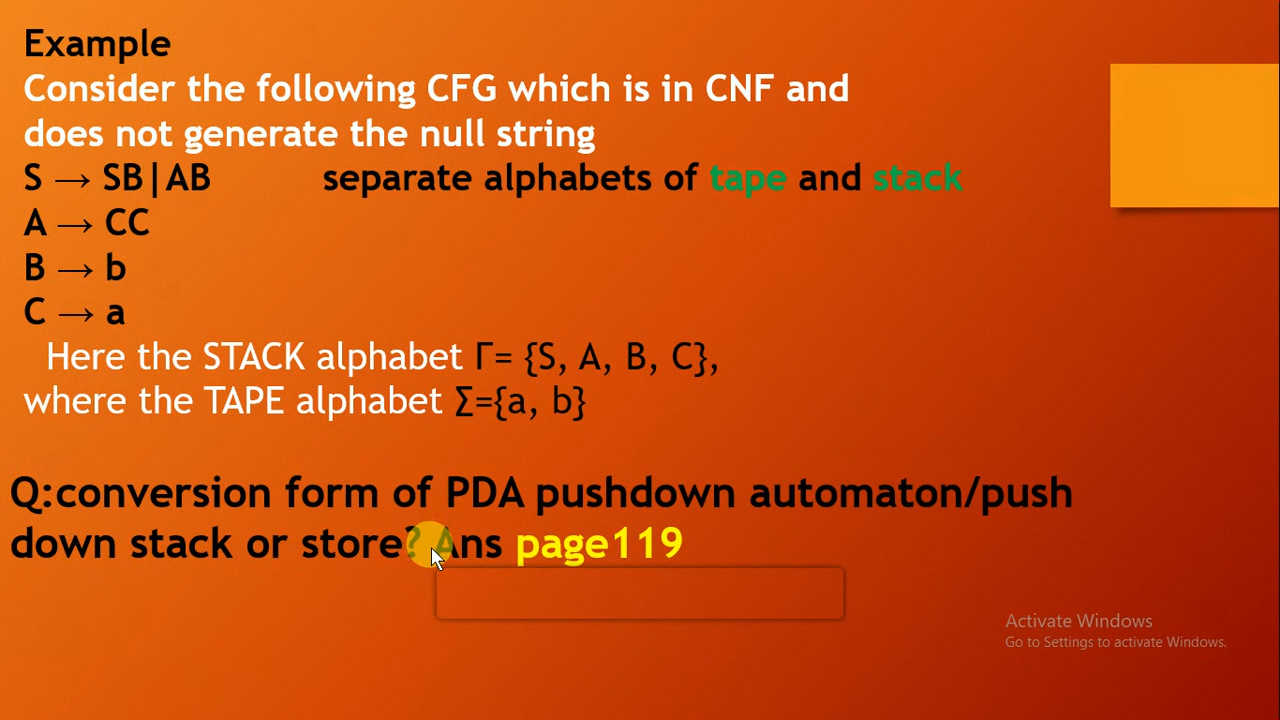 Example
Consider the following CFG which is in CNF and
does not generate the null string
S → SB|AB separate alphabets of tape and stack
A → CC
B → b
C → a
Here the STACK alphabet Γ= {S, A, B, C},
where the TAPE alphabet Σ={a, b}
Q:conversion form of PDA pushdown automaton/push
down stack or store? Ans page119
Activate Windows
Go to Settings to activate Windows.